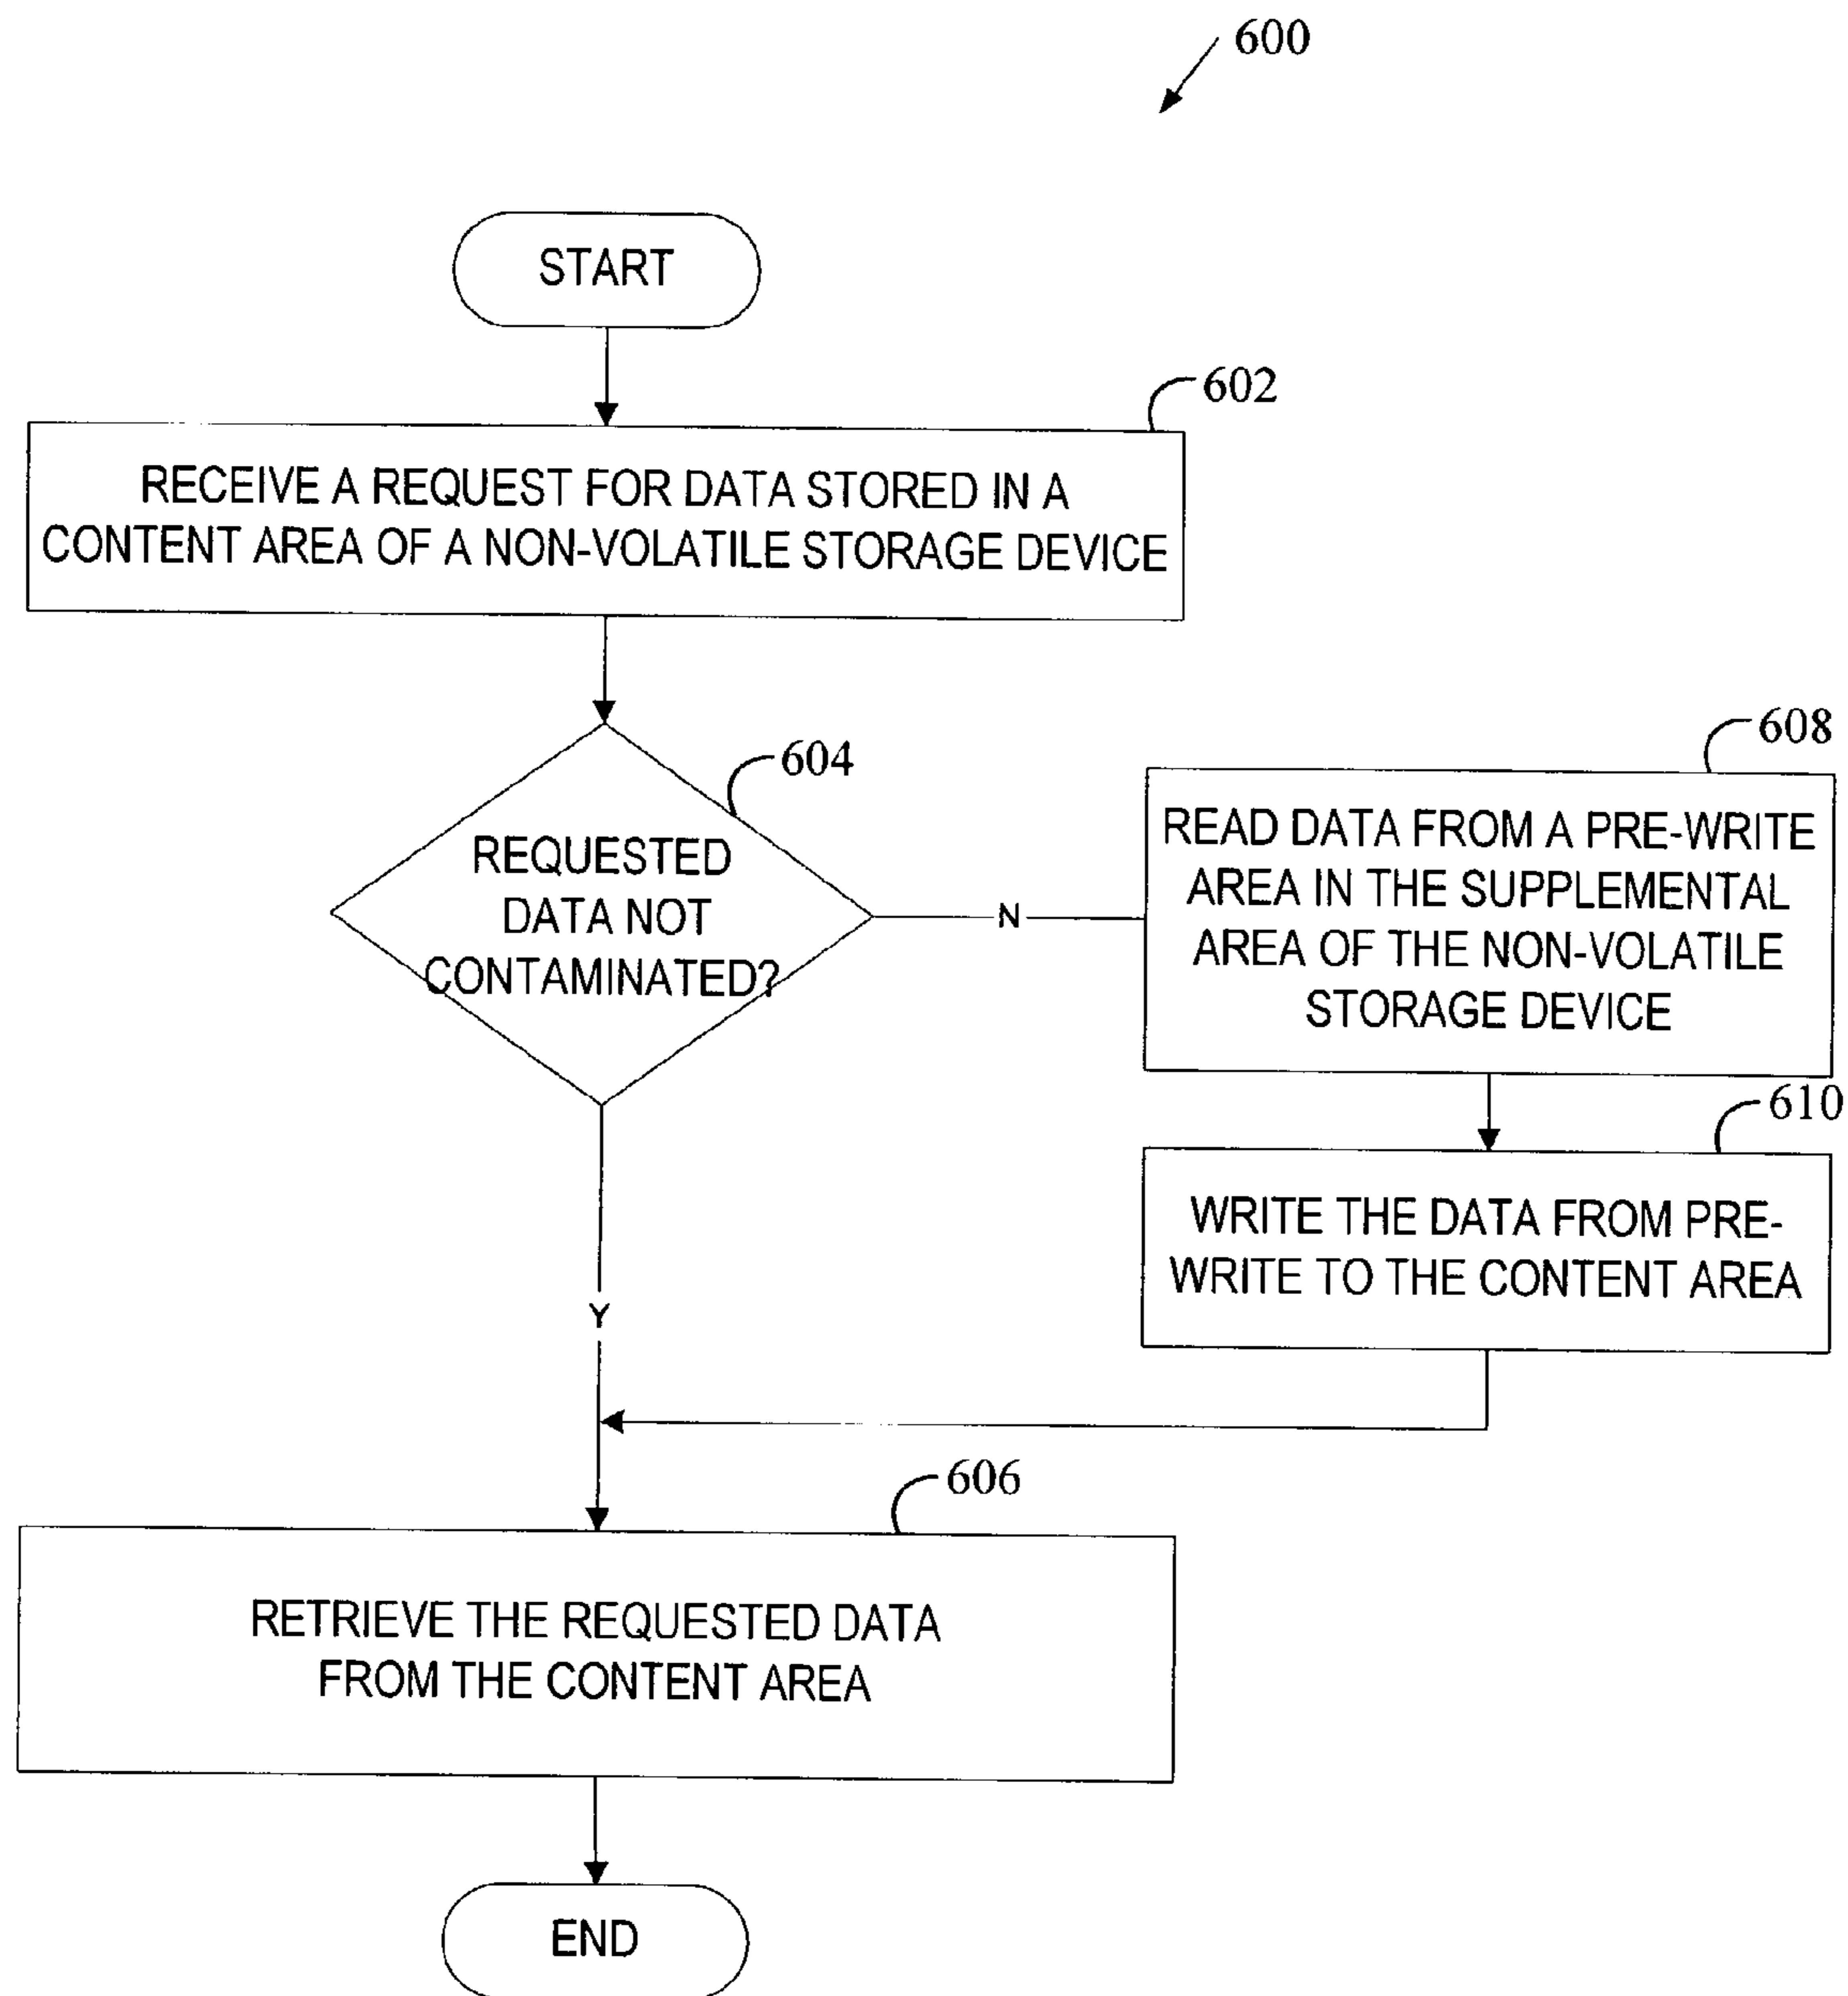 600
START
602
RECEIVE A REQUEST FOR DATA STORED IN A
CONTENT AREA OF A NON-VOLATILE STORAGE DEVICE
604
REQUESTED
DATA NOT
CONTAMINATED?
N
608
READ DATA FROM A PRE-WRITE
AREA IN THE SUPPLEMENTAL
AREA OF THE NON-VOLATILE
STORAGE DEVICE
610
WRITE THE DATA FROM PRE-
WRITE TO THE CONTENT AREA
Y
606
RETRIEVE THE REQUESTED DATA
FROM THE CONTENT AREA
END